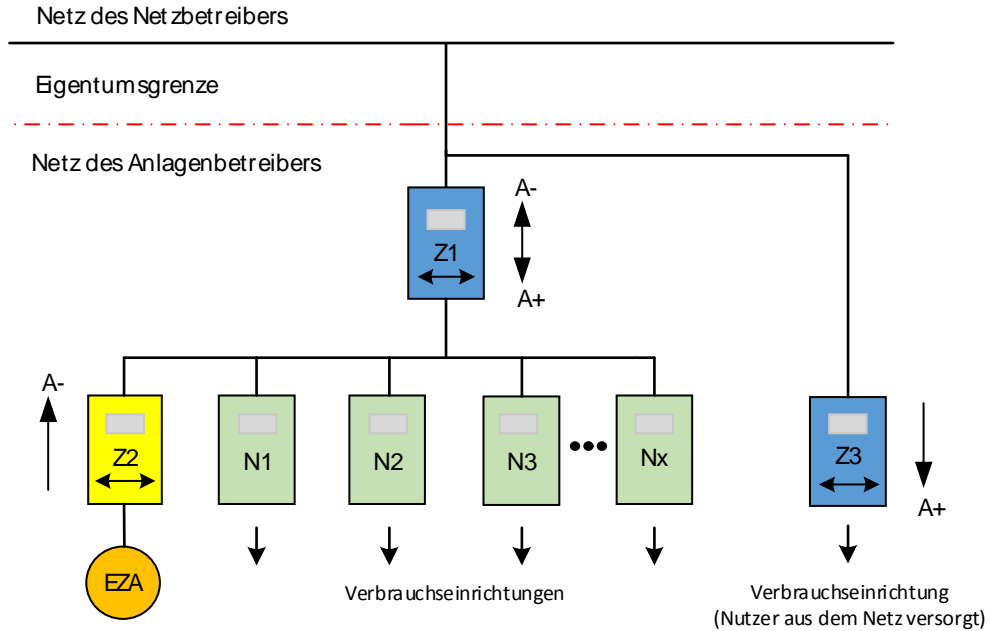 Netz des Netzbetreibers
Eigentumsgrenze
Netz des Anlagenbetreibers
A-
Z1
A+
A-
Z2
N1
N2
N3
Nx
Z3
A+
EZA
Verbrauchseinrichtungen
Verbrauchseinrichtung
(Nutzer aus dem Netz versorgt)